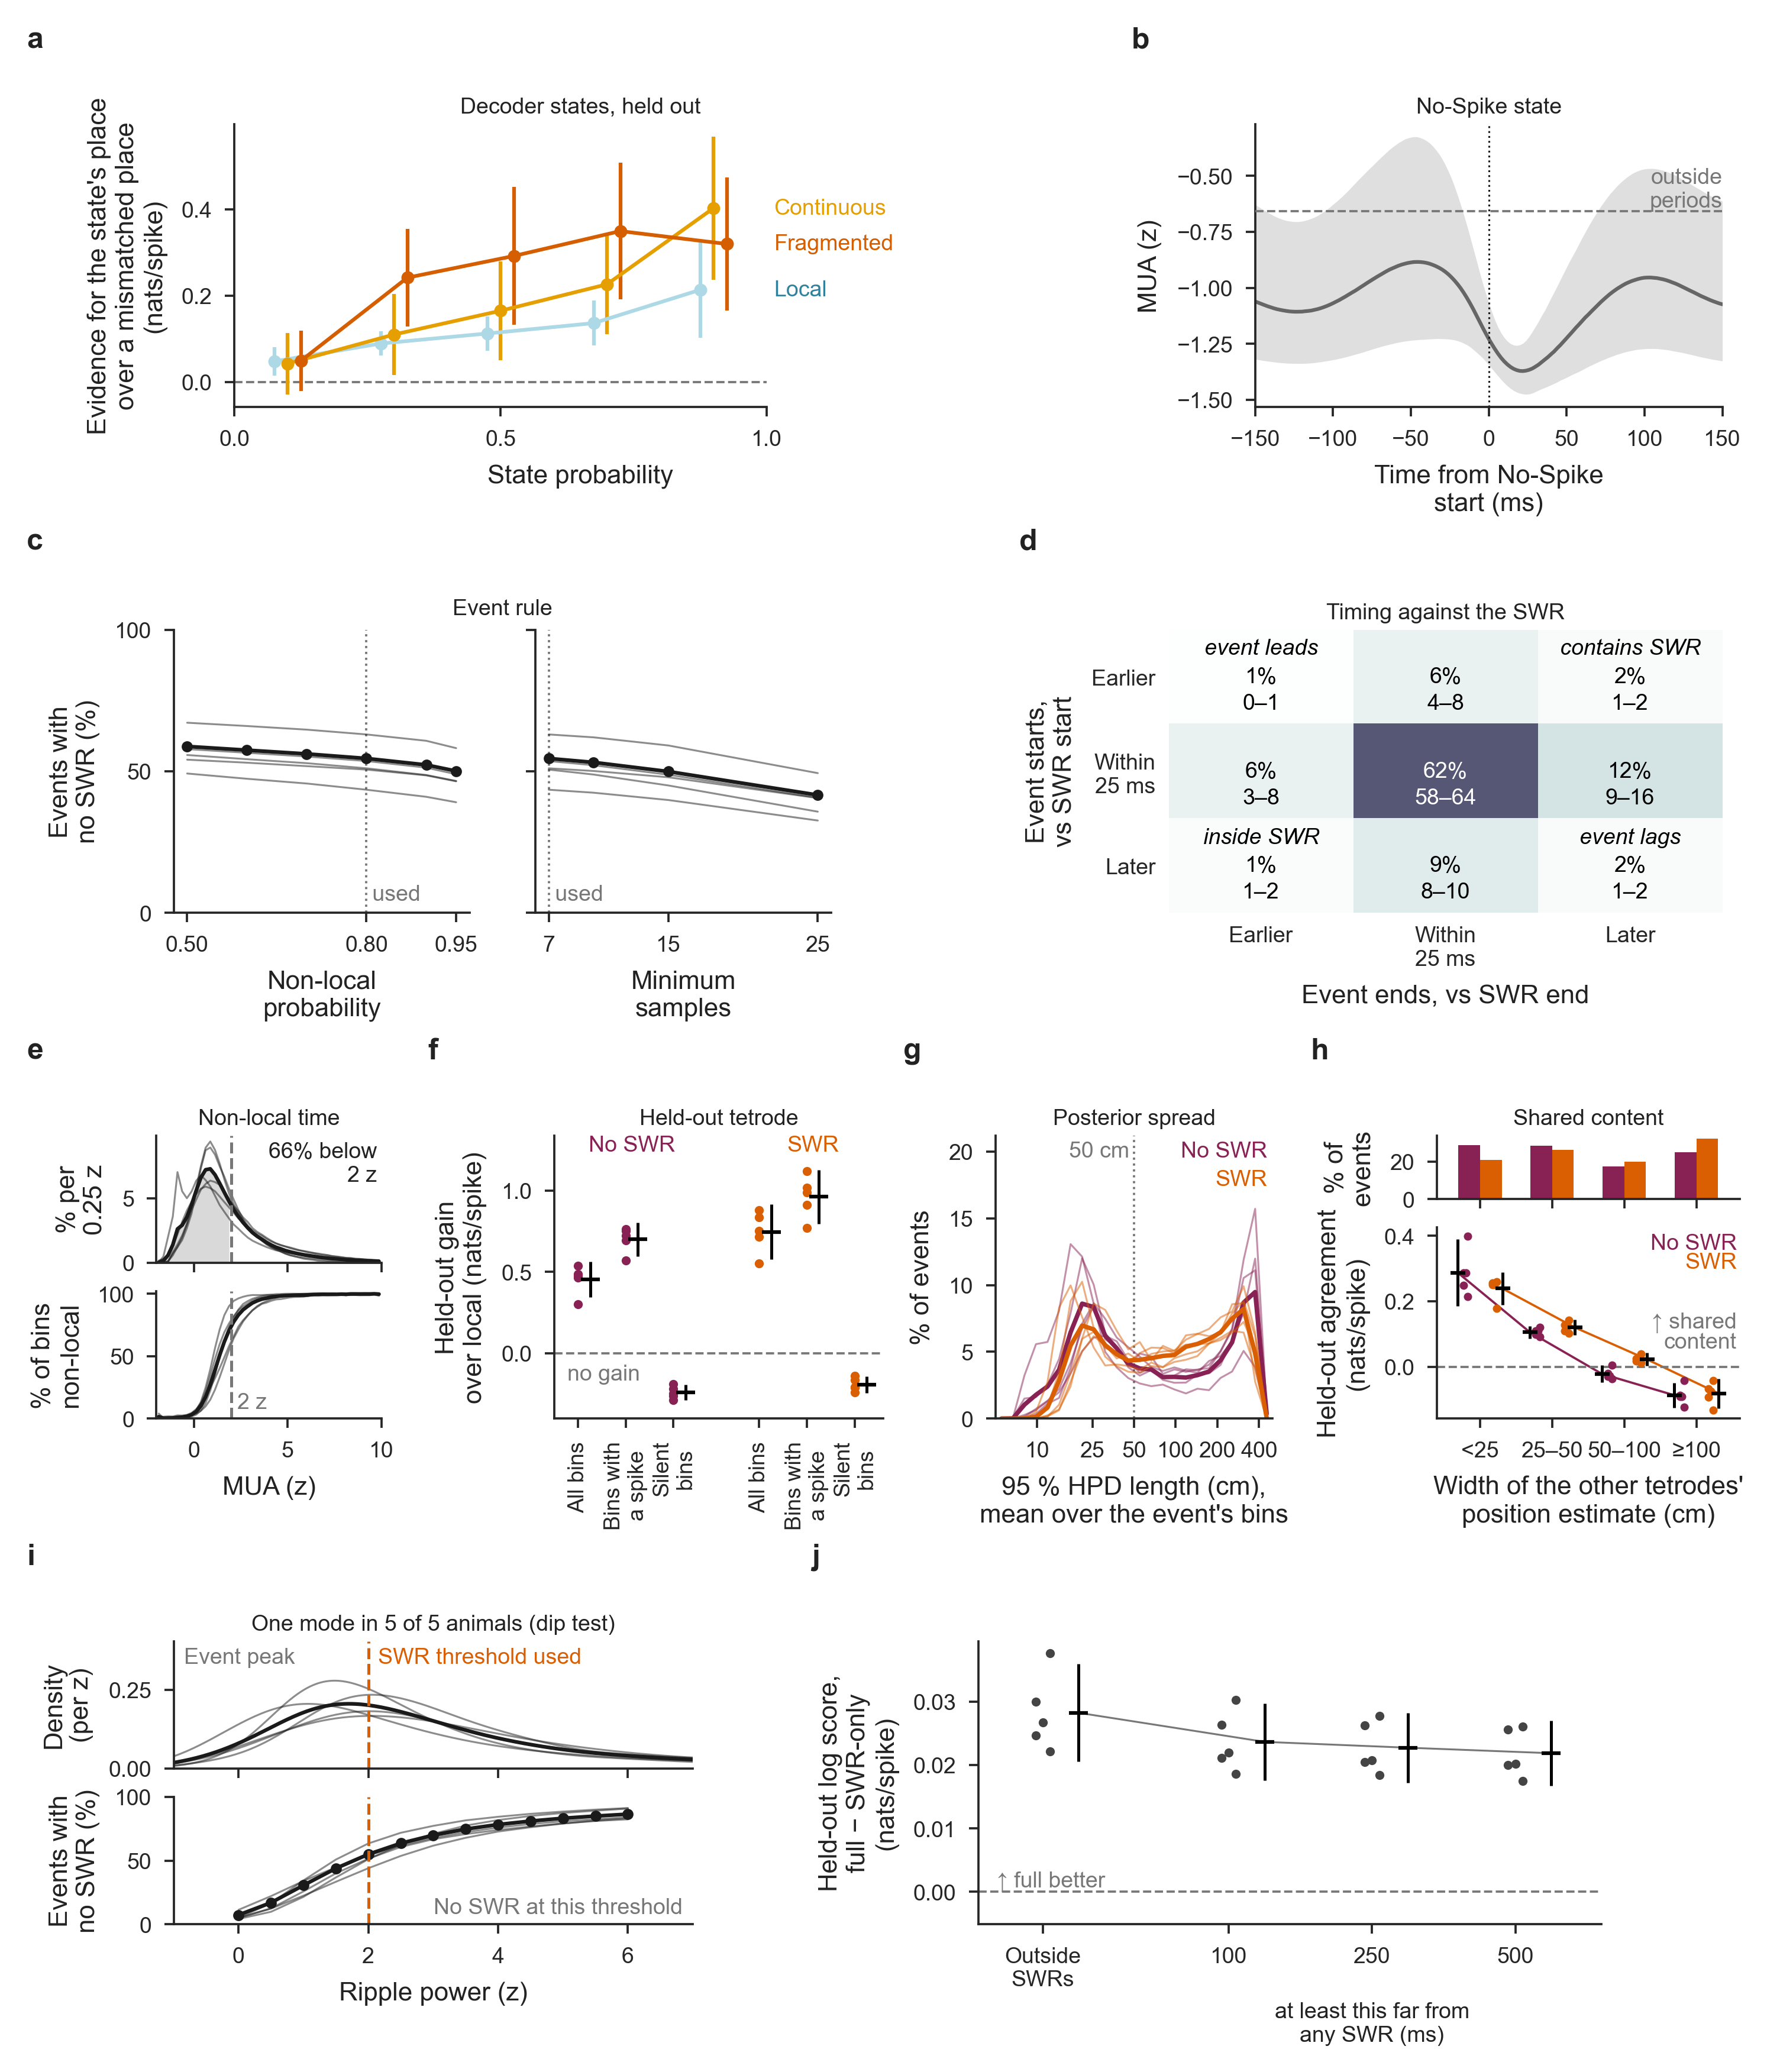 a
Decoder states, held out
Evidence for the state's place
over a mismatched place
(nats/spike)
0.4
0.2
0.0
Continuous
Fragmented
Local
0.0
0.5
1.0
State probability
b
No-Spike state
MUA (z)
−0.50
−0.75
−1.00
−1.25
−1.50
outside
periods
−150
−100
−50
0
50
100
150
Time from No-Spike
start (ms)
c
Event rule
Events with
no SWR (%)
100
50
0
used
0.50
0.80
0.95
Non-local
probability
used
7
15
25
Minimum
samples
d
Timing against the SWR
Event starts,
vs SWR start
Earlier
event leads
1%
0–1
6%
4–8
contains SWR
2%
1–2
Within
25 ms
6%
3–8
62%
58–64
12%
9–16
Later
inside SWR
1%
1–2
9%
8–10
event lags
2%
1–2
Earlier
Within
25 ms
Later
Event ends, vs SWR end
e
Non-local time
% per
0.25 z
5
0
66% below
2 z
% of bins
non-local
100
50
0
2 z
0
5
10
MUA (z)
f
Held-out tetrode
No SWR
SWR
Held-out gain
over local (nats/spike)
1.0
0.5
0.0
no gain
All bins
Bins with
a spike
Silent
bins
All bins
Bins with
a spike
Silent
bins
g
Posterior spread
% of events
20
15
10
5
0
50 cm
No SWR
SWR
10
25
50
100
200
400
95 % HPD length (cm),
mean over the event's bins
h
Shared content
% of
events
20
0
Held-out agreement
(nats/spike)
0.4
0.2
0.0
No SWR
SWR
↑ shared
content
<25
25–50
50–100
≥100
Width of the other tetrodes'
position estimate (cm)
i
One mode in 5 of 5 animals (dip test)
Density
(per z)
0.25
0.00
Event peak
SWR threshold used
Events with
no SWR (%)
100
50
0
No SWR at this threshold
0
2
4
6
Ripple power (z)
j
Held-out log score,
full − SWR-only
(nats/spike)
0.03
0.02
0.01
0.00
↑ full better
Outside
SWRs
100
250
500
at least this far from
any SWR (ms)